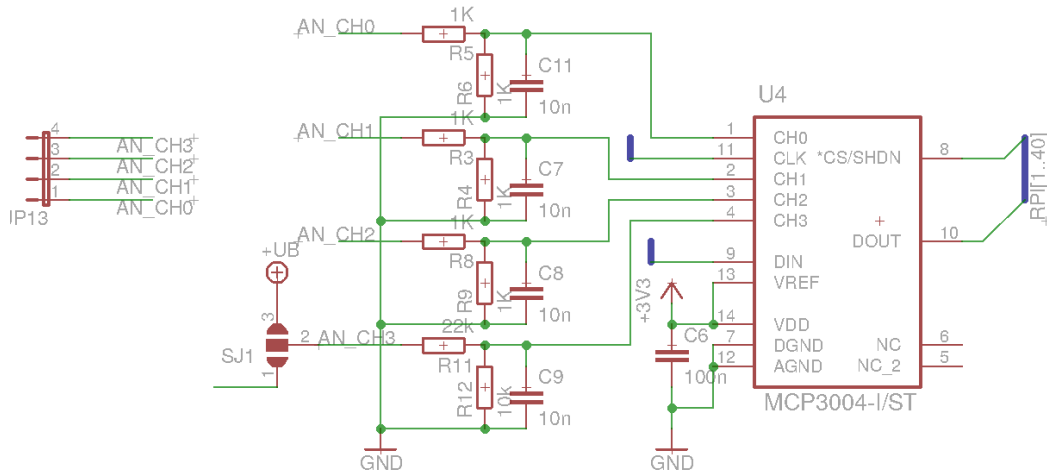 AN_CH0
1K
R5
R6
1K
C11
10n
AN_CH1
1K
R3
R4
1K
C7
10n
AN_CH2
1K
R8
R9
1K
C8
10n
AN_CH3
22k
R11
R12
10k
C9
10n
GND
4
3
2
1
AN_CH3
AN_CH2
AN_CH1
AN_CH0
JP13
+UB
3
2
1
SJ1
U4
1 CH0
11 CLK
2 CH1
3 CH2
4 CH3
9 DIN
13 VREF
14 VDD
7 DGND
12 AGND
*CS/SHDN 8
DOUT 10
NC 6
NC_2 5
MCP3004-I/ST
RPI[1..40]
+3V3
C6
100n
GND